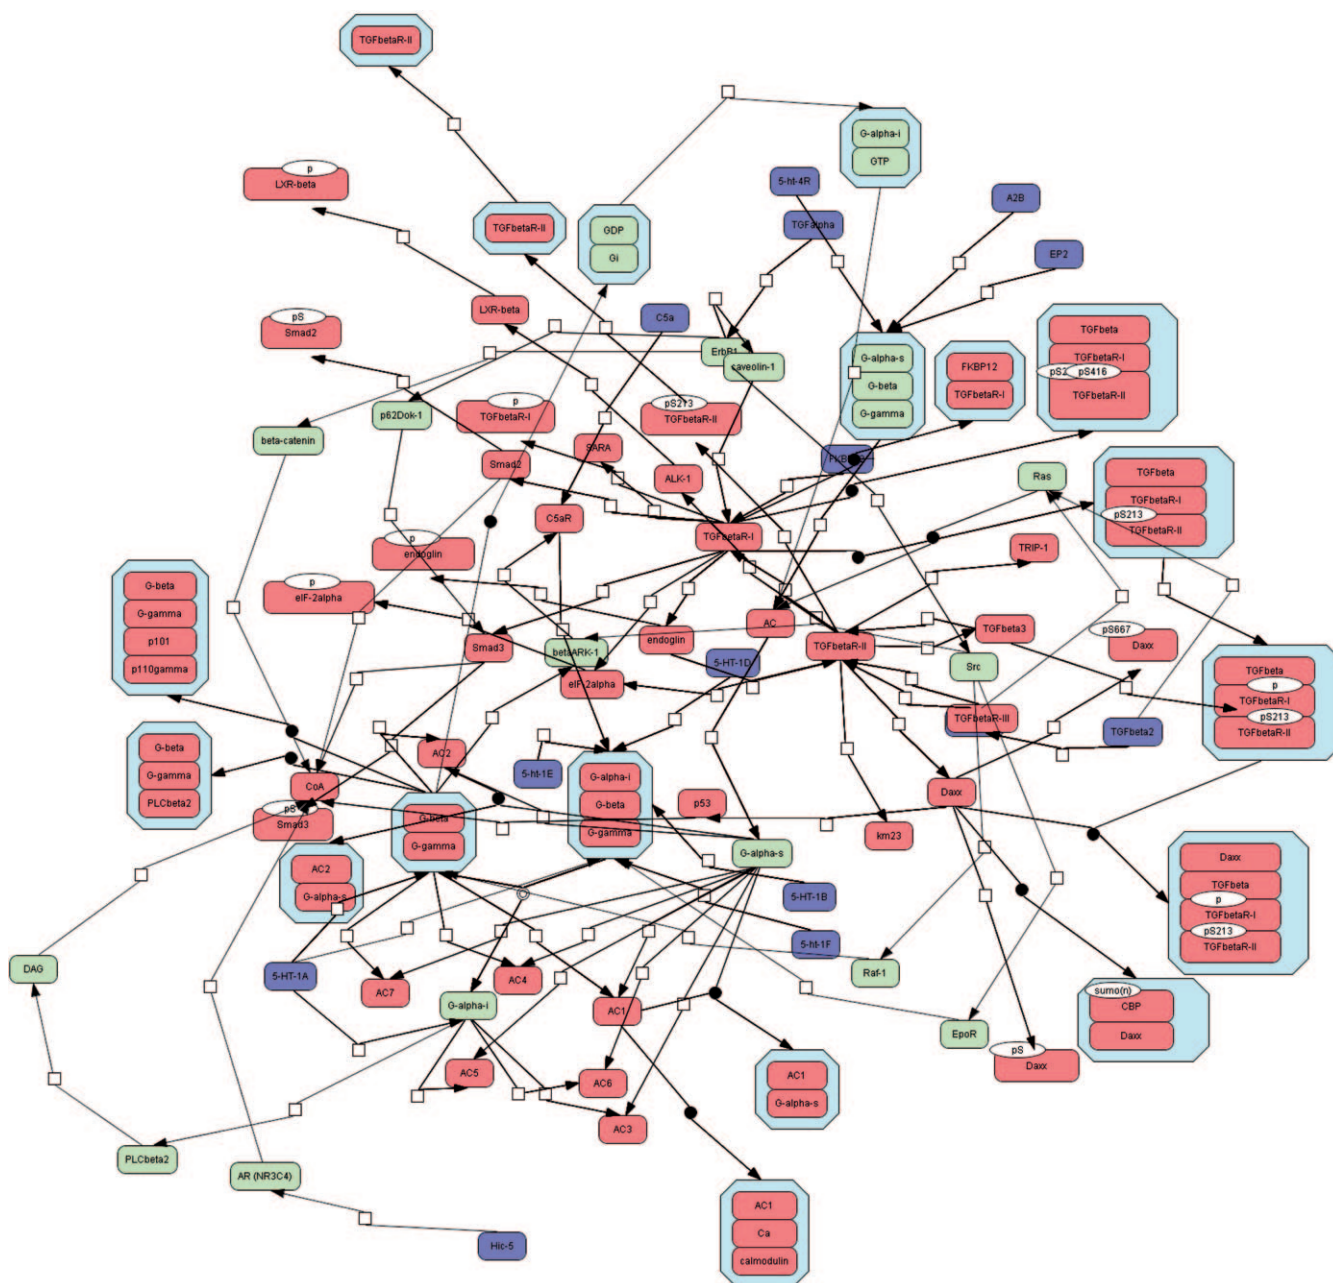 TGFbetaR-II
G-alpha-i
GTP
p
LXR-beta
5-ht-4R
A2B
TGFalpha
TGFbetaR-II
GDP
Gi
EP2
LXR-beta
C5a
pS
Smad2
TGFbeta
TGFbetaR-I
pS416
TGFbetaR-II
ErbB1
caveolin-1
G-alpha-s
G-beta
G-gamma
FKBP12
TGFbetaR-I
p62Dok-1
p
TGFbetaR-I
pS213
TGFbetaR-II
beta-catenin
SARA
Smad2
ALK-1
Ras
TGFbeta
TGFbetaR-I
pS213
TGFbetaR-II
C5aR
TGFbetaR-I
TRIP-1
p
endoglin
p
eIF-2alpha
G-beta
G-gamma
p101
p110gamma
AC
TGFbeta3
endoglin
TGFbetaR-II
pS667
Daxx
Smad3
betaARK-1
5-HT-1D
Src
eIF-2alpha
TGFbeta
p
TGFbetaR-I
pS213
TGFbetaR-II
TGFbetaR-III
TGFbeta2
G-beta
G-gamma
PLCbeta2
AC2
5-ht-1E
G-alpha-i
G-beta
G-gamma
CoA
Daxx
p53
pS
Smad3
G-beta
G-gamma
km23
G-alpha-s
AC2
G-alpha-s
Daxx
TGFbeta
p
TGFbetaR-I
pS213
TGFbetaR-II
5-HT-1B
5-ht-1F
DAG
5-HT-1A
AC7
AC4
Raf-1
G-alpha-i
AC1
sumo(n)
CBP
Daxx
EpoR
pS
Daxx
AC5
AC6
AC1
G-alpha-s
AC3
PLCbeta2
AR (NR3C4)
AC1
Ca
calmodulin
Hic-5